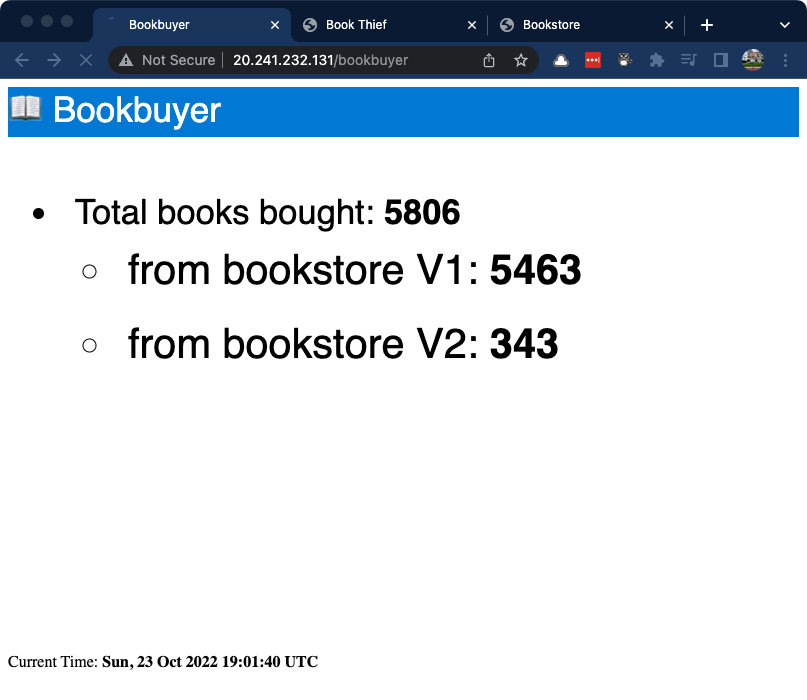 Bookbuyer
Book Thief
Bookstore
Not Secure 20.241.232.131/bookbuyer
Bookbuyer
Total books bought: 5806
from bookstore V1: 5463
from bookstore V2: 343
Current Time: Sun, 23 Oct 2022 19:01:40 UTC